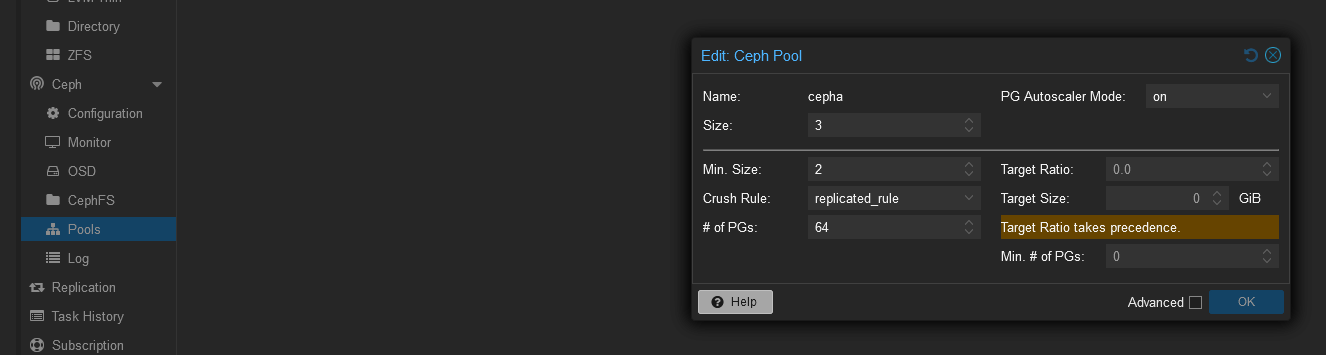 Directory
ZFS
Ceph
Configuration
Monitor
OSD
CephFS
Pools
Log
Replication
Task History
Subscription
Edit: Ceph Pool
Name: cepha PG Autoscaler Mode: on
Size: 3
Min. Size: 2 Target Ratio: 0.0
Crush Rule: replicated_rule Target Size: 0 GiB
# of PGs: 64 Target Ratio takes precedence.
Min. # of PGs: 0
Help Advanced OK